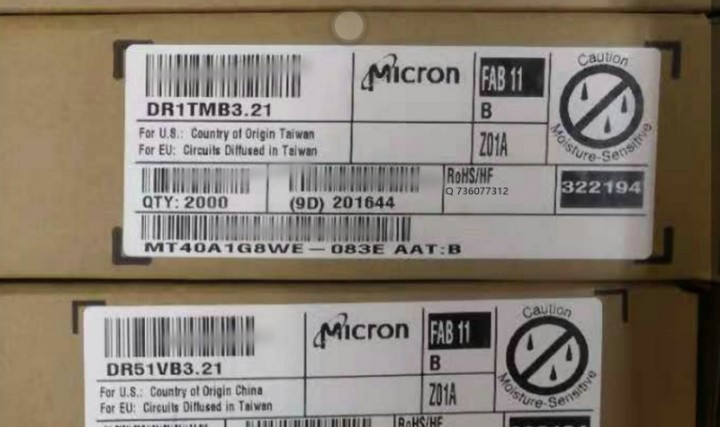 Micron
FAB 11
DR1TMB3.21
B
For U.S.: Country of Origin Taiwan
For EU: Circuits Diffused in Taiwan
Z01A
Caution
Moisture-Sensitive
RoHS/HF
Q 736077312
322194
QTY: 2000
(9D) 201644
MT40A1G8WE-083E AAT:B
Micron
FAB 11
DR51VB3.21
B
For U.S.: Country of Origin China
For EU: Circuits Diffused in Taiwan
Z01A
Caution
Moisture-Sensitive
RoHS/HF